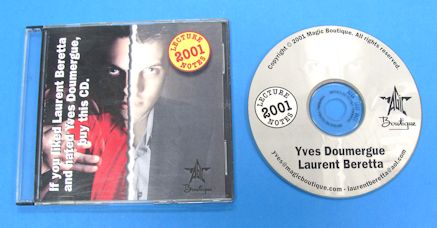 If you liked Laurent Beretta
and hated Yves Doumergue,
buy this CD.
LECTURE
2001
NOTES
Boutique
Copyright © 2001 Magic Boutique. All rights reserved.
LECTURE
2001
NOTES
Boutique
Yves Doumergue
Laurent Beretta
yves@magicboutique.com - laurentberetta@aol.com